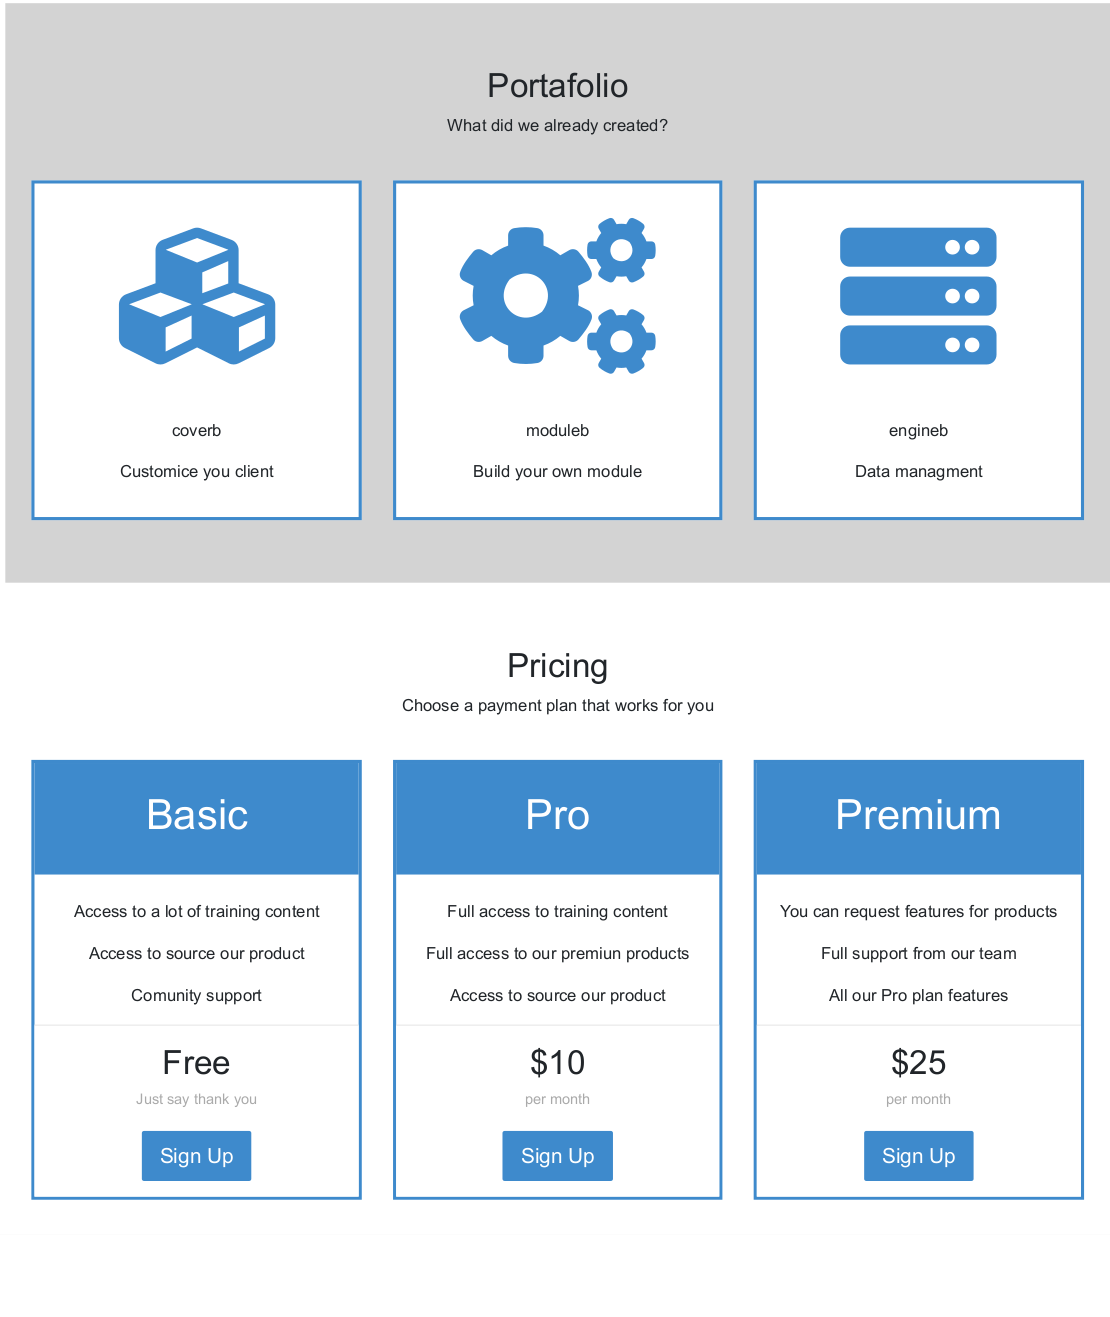 Portafolio
What did we already created?
coverb
Customice you client
moduleb
Build your own module
engineb
Data managment
Pricing
Choose a payment plan that works for you
Basic
Access to a lot of training content
Access to source our product
Comunity support
Free
Just say thank you
Sign Up
Pro
Full access to training content
Full access to our premiun products
Access to source our product
$10
per month
Sign Up
Premium
You can request features for products
Full support from our team
All our Pro plan features
$25
per month
Sign Up